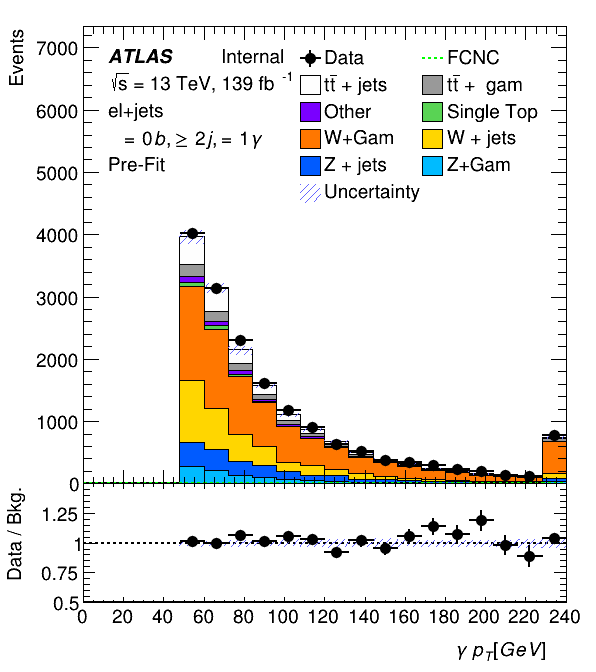 Events
7000
6000
5000
4000
3000
2000
1000
0
ATLAS Internal
√s = 13 TeV, 139 fb⁻¹
el+jets
= 0b, ≥ 2j, = 1γ
Pre-Fit
Data
FCNC
tt̄ + jets
tt̄ + gam
Other
Single Top
W+Gam
W + jets
Z + jets
Z+Gam
Uncertainty
Data / Bkg.
1.25
1
0.75
0.5
0 20 40 60 80 100 120 140 160 180 200 220 240
γ p_T[GeV]